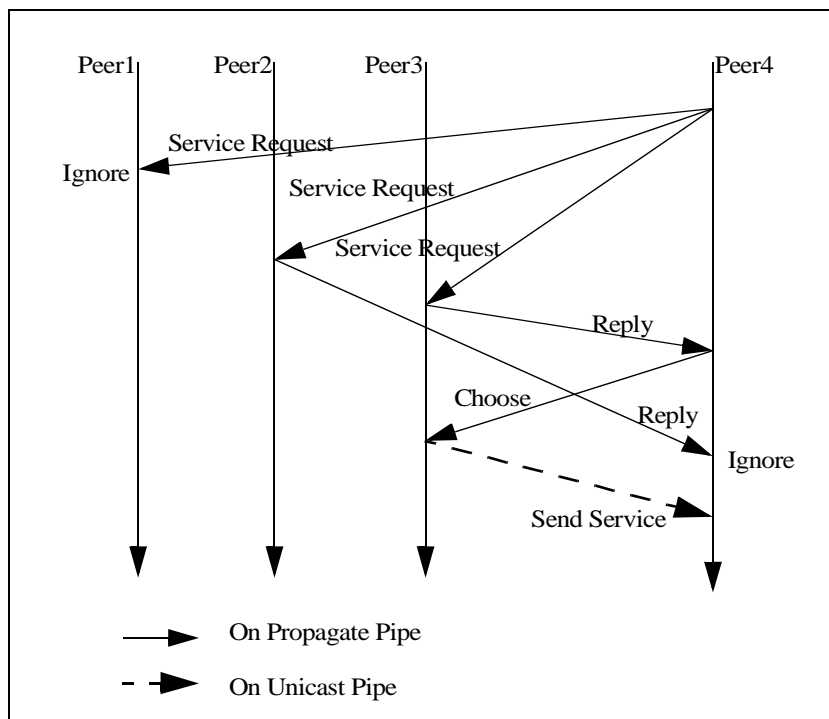 Peer1 Peer2 Peer3 Peer4
Service Request
Ignore
Service Request
Service Request
Reply
Choose
Reply
Ignore
Send Service
On Propagate Pipe
On Unicast Pipe